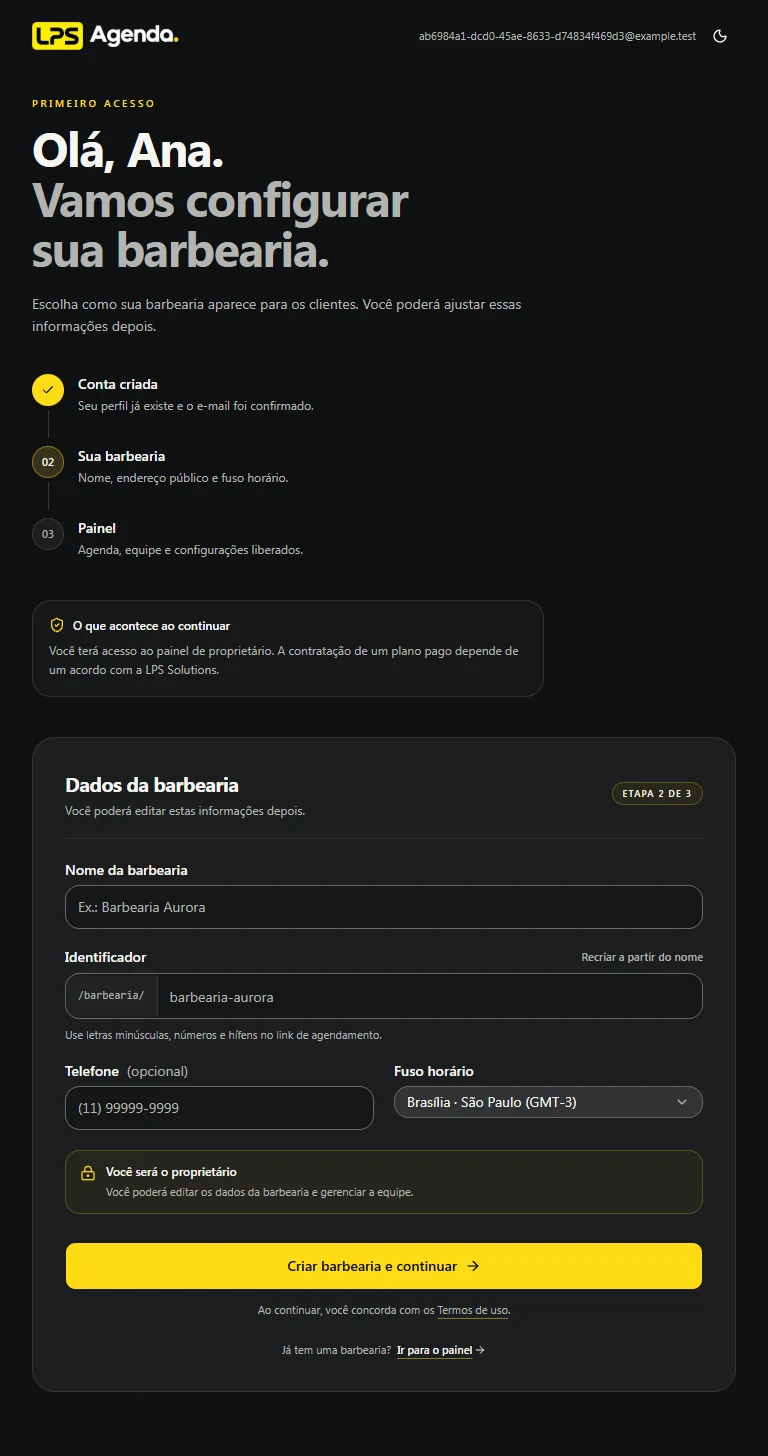 LPS Agenda.
ab6984a1-dcd0-45ae-8633-d74834f469d3@example.test
PRIMEIRO ACESSO
Olá, Ana.
Vamos configurar
sua barbearia.
Escolha como sua barbearia aparece para os clientes. Você poderá ajustar essas
informações depois.
Conta criada
Seu perfil já existe e o e-mail foi confirmado.
02
Sua barbearia
Nome, endereço público e fuso horário.
03
Painel
Agenda, equipe e configurações liberados.
O que acontece ao continuar
Você terá acesso ao painel de proprietário. A contratação de um plano pago depende de
um acordo com a LPS Solutions.
Dados da barbearia
Você poderá editar estas informações depois.
ETAPA 2 DE 3
Nome da barbearia
Ex.: Barbearia Aurora
Identificador
Recriar a partir do nome
/barbearia/
barbearia-aurora
Use letras minúsculas, números e hífens no link de agendamento.
Telefone (opcional)
Fuso horário
(11) 99999-9999
Brasília · São Paulo (GMT-3)
Você será o proprietário
Você poderá editar os dados da barbearia e gerenciar a equipe.
Criar barbearia e continuar →
Ao continuar, você concorda com os Termos de uso.
Já tem uma barbearia? Ir para o painel →